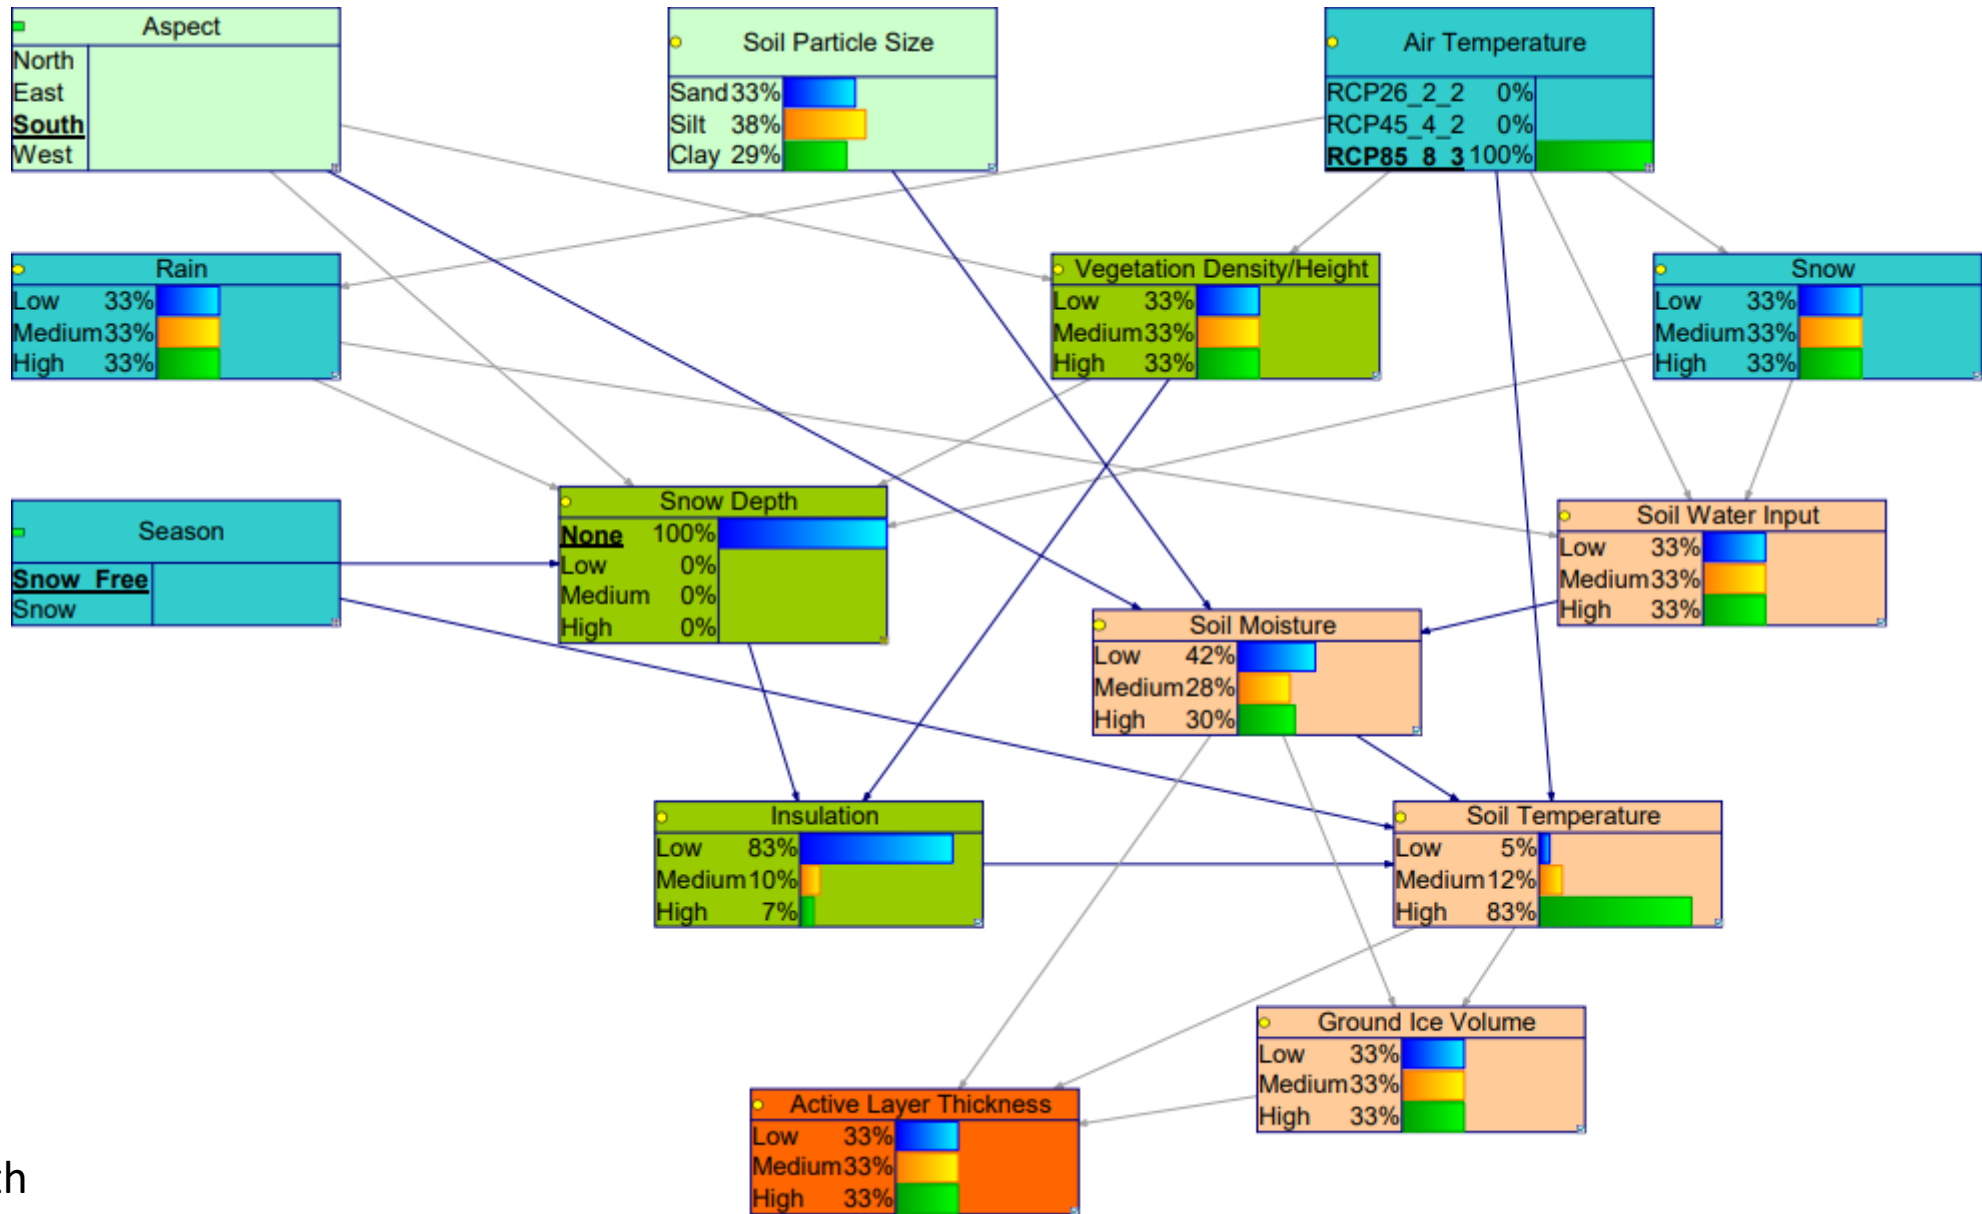 Aspect
North
East
South
West
Soil Particle Size
Sand 33%
Silt 38%
Clay 29%
Air Temperature
RCP26_2_2 0%
RCP45_4_2 0%
RCP85_8_3 100%
Rain
Low 33%
Medium 33%
High 33%
Vegetation Density/Height
Low 33%
Medium 33%
High 33%
Snow
Low 33%
Medium 33%
High 33%
Season
Snow_Free
Snow
Snow Depth
None 100%
Low 0%
Medium 0%
High 0%
Soil Water Input
Low 33%
Medium 33%
High 33%
Soil Moisture
Low 42%
Medium 28%
High 30%
Insulation
Low 83%
Medium 10%
High 7%
Soil Temperature
Low 5%
Medium 12%
High 83%
Ground Ice Volume
Low 33%
Medium 33%
High 33%
Active Layer Thickness
Low 33%
Medium 33%
High 33%